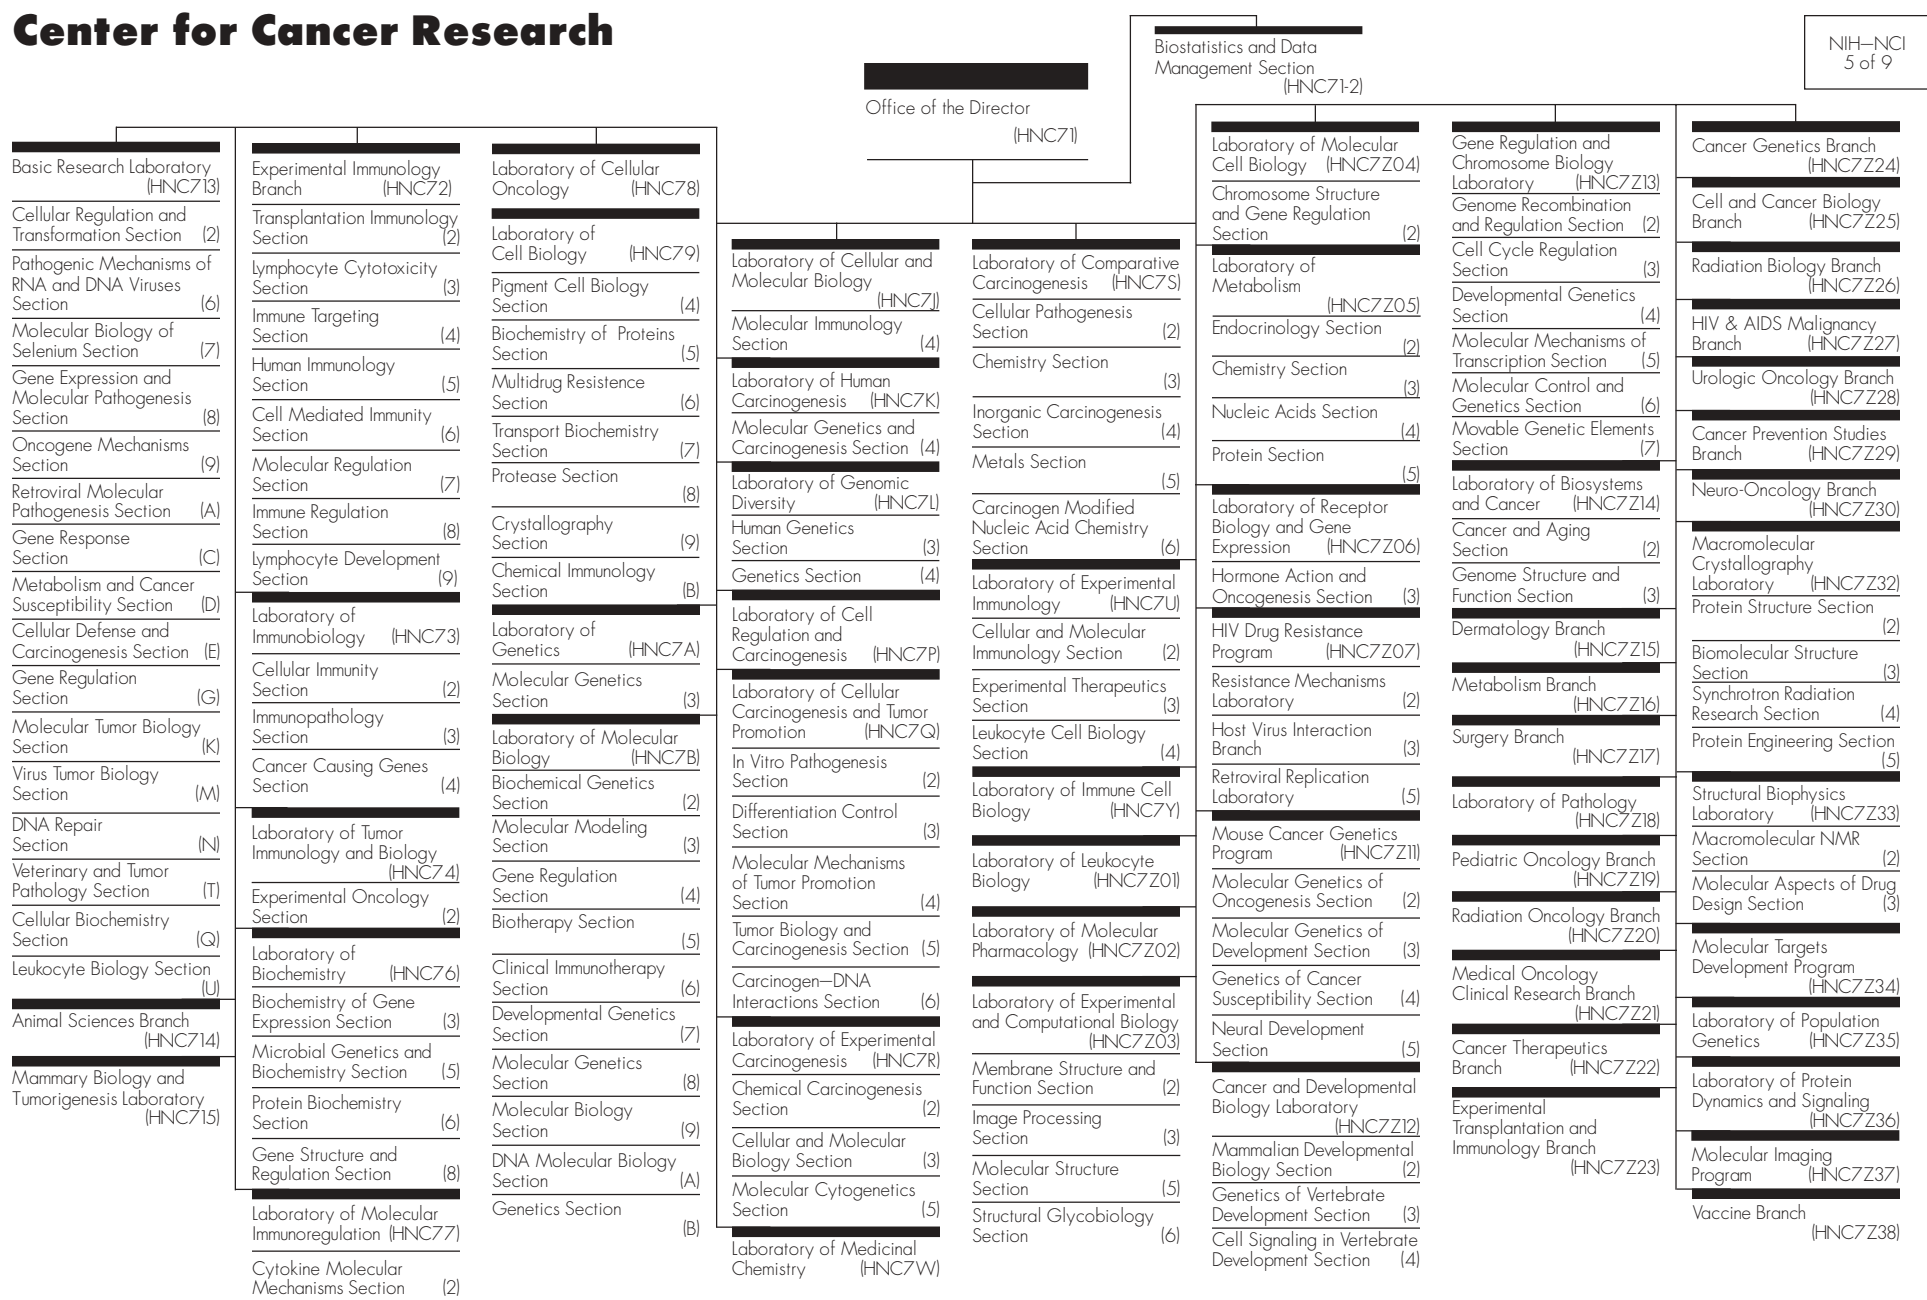 Center for Cancer Research
NIH–NCI
5 of 9
Biostatistics and Data
Management Section
(HNC71-2)
Office of the Director
(HNC71)
Basic Research Laboratory
(HNC713)
Cellular Regulation and
Transformation Section (2)
Pathogenic Mechanisms of
RNA and DNA Viruses
Section (6)
Molecular Biology of
Selenium Section (7)
Gene Expression and
Molecular Pathogenesis
Section (8)
Oncogene Mechanisms
Section (9)
Retroviral Molecular
Pathogenesis Section (A)
Gene Response
Section (C)
Metabolism and Cancer
Susceptibility Section (D)
Cellular Defense and
Carcinogenesis Section (E)
Gene Regulation
Section (G)
Molecular Tumor Biology
Section (K)
Virus Tumor Biology
Section (M)
DNA Repair
Section (N)
Veterinary and Tumor
Pathology Section (T)
Cellular Biochemistry
Section (Q)
Leukocyte Biology Section
(U)
Animal Sciences Branch
(HNC714)
Mammary Biology and
Tumorigenesis Laboratory
(HNC715)
Experimental Immunology
Branch (HNC72)
Transplantation Immunology
Section (2)
Lymphocyte Cytotoxicity
Section (3)
Immune Targeting
Section (4)
Human Immunology
Section (5)
Cell Mediated Immunity
Section (6)
Molecular Regulation
Section (7)
Immune Regulation
Section (8)
Lymphocyte Development
Section (9)
Laboratory of
Immunobiology (HNC73)
Cellular Immunity
Section (2)
Immunopathology
Section (3)
Cancer Causing Genes
Section (4)
Laboratory of Tumor
Immunology and Biology
(HNC74)
Experimental Oncology
Section (2)
Laboratory of
Biochemistry (HNC76)
Biochemistry of Gene
Expression Section (3)
Microbial Genetics and
Biochemistry Section (5)
Protein Biochemistry
Section (6)
Gene Structure and
Regulation Section (8)
Laboratory of Molecular
Immunoregulation (HNC77)
Cytokine Molecular
Mechanisms Section (2)
Laboratory of Cellular
Oncology (HNC78)
Laboratory of
Cell Biology (HNC79)
Pigment Cell Biology
Section (4)
Biochemistry of Proteins
Section (5)
Multidrug Resistence
Section (6)
Transport Biochemistry
Section (7)
Protease Section
(8)
Crystallography
Section (9)
Chemical Immunology
Section (B)
Laboratory of
Genetics (HNC7A)
Molecular Genetics
Section (3)
Laboratory of Molecular
Biology (HNC7B)
Biochemical Genetics
Section (2)
Molecular Modeling
Section (3)
Gene Regulation
Section (4)
Biotherapy Section
(5)
Clinical Immunotherapy
Section (6)
Developmental Genetics
Section (7)
Molecular Genetics
Section (8)
Molecular Biology
Section (9)
DNA Molecular Biology
Section (A)
Genetics Section
(B)
Laboratory of Cellular and
Molecular Biology
(HNC7J)
Molecular Immunology
Section (4)
Laboratory of Human
Carcinogenesis (HNC7K)
Molecular Genetics and
Carcinogenesis Section (4)
Laboratory of Genomic
Diversity (HNC7L)
Human Genetics
Section (3)
Genetics Section (4)
Laboratory of Cell
Regulation and
Carcinogenesis (HNC7P)
Laboratory of Cellular
Carcinogenesis and Tumor
Promotion (HNC7Q)
In Vitro Pathogenesis
Section (2)
Differentiation Control
Section (3)
Molecular Mechanisms
of Tumor Promotion
Section (4)
Tumor Biology and
Carcinogenesis Section (5)
Carcinogen–DNA
Interactions Section (6)
Laboratory of Experimental
Carcinogenesis (HNC7R)
Chemical Carcinogenesis
Section (2)
Cellular and Molecular
Biology Section (3)
Molecular Cytogenetics
Section (5)
Laboratory of Medicinal
Chemistry (HNC7W)
Laboratory of Comparative
Carcinogenesis (HNC7S)
Cellular Pathogenesis
Section (2)
Chemistry Section
(3)
Inorganic Carcinogenesis
Section (4)
Metals Section
(5)
Carcinogen Modified
Nucleic Acid Chemistry
Section (6)
Laboratory of Experimental
Immunology (HNC7U)
Cellular and Molecular
Immunology Section (2)
Experimental Therapeutics
Section (3)
Leukocyte Cell Biology
Section (4)
Laboratory of Immune Cell
Biology (HNC7Y)
Laboratory of Leukocyte
Biology (HNC7Z01)
Laboratory of Molecular
Pharmacology (HNC7Z02)
Laboratory of Experimental
and Computational Biology
(HNC7Z03)
Membrane Structure and
Function Section (2)
Image Processing
Section (3)
Molecular Structure
Section (5)
Structural Glycobiology
Section (6)
Laboratory of Molecular
Cell Biology (HNC7Z04)
Chromosome Structure
and Gene Regulation
Section (2)
Laboratory of
Metabolism
(HNC7Z05)
Endocrinology Section
(2)
Chemistry Section
(3)
Nucleic Acids Section
(4)
Protein Section
(5)
Laboratory of Receptor
Biology and Gene
Expression (HNC7Z06)
Hormone Action and
Oncogenesis Section (3)
HIV Drug Resistance
Program (HNC7Z07)
Resistance Mechanisms
Laboratory (2)
Host Virus Interaction
Branch (3)
Retroviral Replication
Laboratory (5)
Mouse Cancer Genetics
Program (HNC7Z11)
Molecular Genetics of
Oncogenesis Section (2)
Molecular Genetics of
Development Section (3)
Genetics of Cancer
Susceptibility Section (4)
Neural Development
Section (5)
Cancer and Developmental
Biology Laboratory
(HNC7Z12)
Mammalian Developmental
Biology Section (2)
Genetics of Vertebrate
Development Section (3)
Cell Signaling in Vertebrate
Development Section (4)
Gene Regulation and
Chromosome Biology
Laboratory (HNC7Z13)
Genome Recombination
and Regulation Section (2)
Cell Cycle Regulation
Section (3)
Developmental Genetics
Section (4)
Molecular Mechanisms of
Transcription Section (5)
Molecular Control and
Genetics Section (6)
Movable Genetic Elements
Section (7)
Laboratory of Biosystems
and Cancer (HNC7Z14)
Cancer and Aging
Section (2)
Genome Structure and
Function Section (3)
Dermatology Branch
(HNC7Z15)
Metabolism Branch
(HNC7Z16)
Surgery Branch
(HNC7Z17)
Laboratory of Pathology
(HNC7Z18)
Pediatric Oncology Branch
(HNC7Z19)
Radiation Oncology Branch
(HNC7Z20)
Medical Oncology
Clinical Research Branch
(HNC7Z21)
Cancer Therapeutics
Branch (HNC7Z22)
Experimental
Transplantation and
Immunology Branch
(HNC7Z23)
Cancer Genetics Branch
(HNC7Z24)
Cell and Cancer Biology
Branch (HNC7Z25)
Radiation Biology Branch
(HNC7Z26)
HIV & AIDS Malignancy
Branch (HNC7Z27)
Urologic Oncology Branch
(HNC7Z28)
Cancer Prevention Studies
Branch (HNC7Z29)
Neuro-Oncology Branch
(HNC7Z30)
Macromolecular
Crystallography
Laboratory (HNC7Z32)
Protein Structure Section
(2)
Biomolecular Structure
Section (3)
Synchrotron Radiation
Research Section (4)
Protein Engineering Section
(5)
Structural Biophysics
Laboratory (HNC7Z33)
Macromolecular NMR
Section (2)
Molecular Aspects of Drug
Design Section (3)
Molecular Targets
Development Program
(HNC7Z34)
Laboratory of Population
Genetics (HNC7Z35)
Laboratory of Protein
Dynamics and Signaling
(HNC7Z36)
Molecular Imaging
Program (HNC7Z37)
Vaccine Branch
(HNC7Z38)